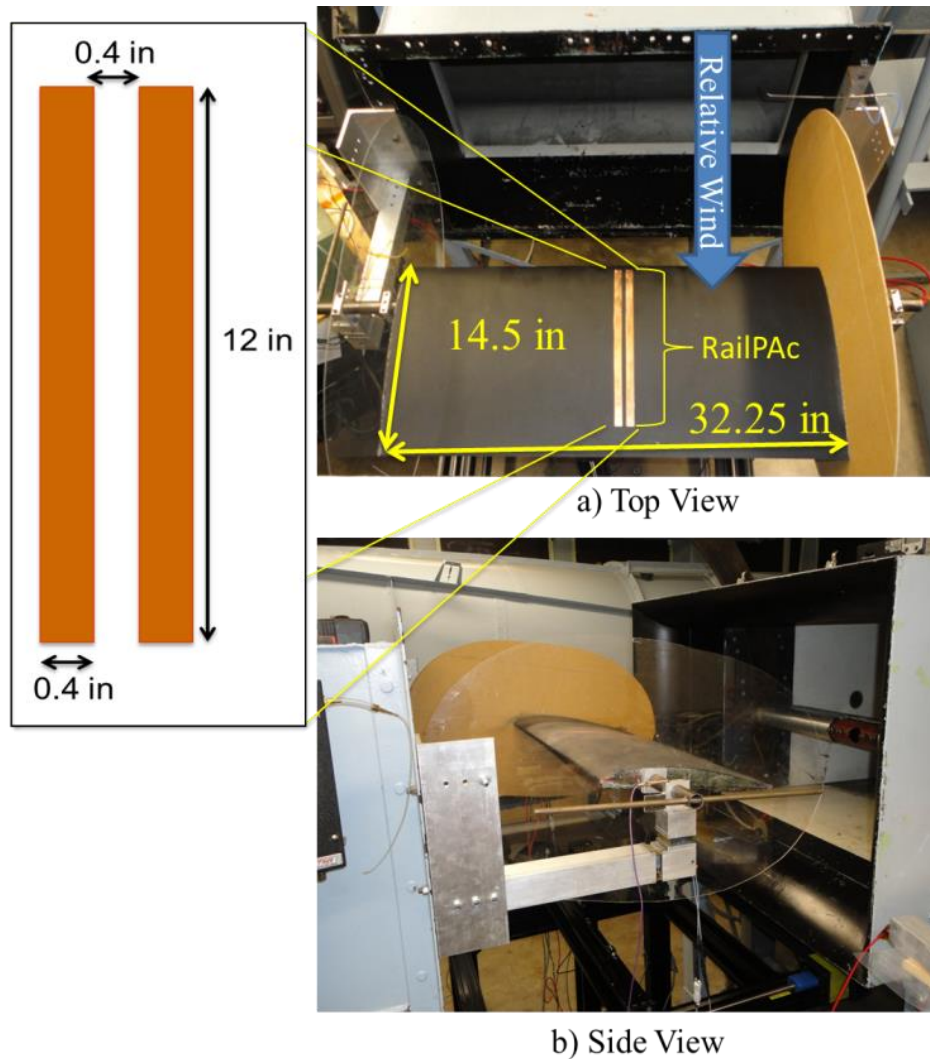 0.4 in
12 in
0.4 in
Relative Wind
14.5 in
RailPAc
32.25 in
a) Top View
b) Side View